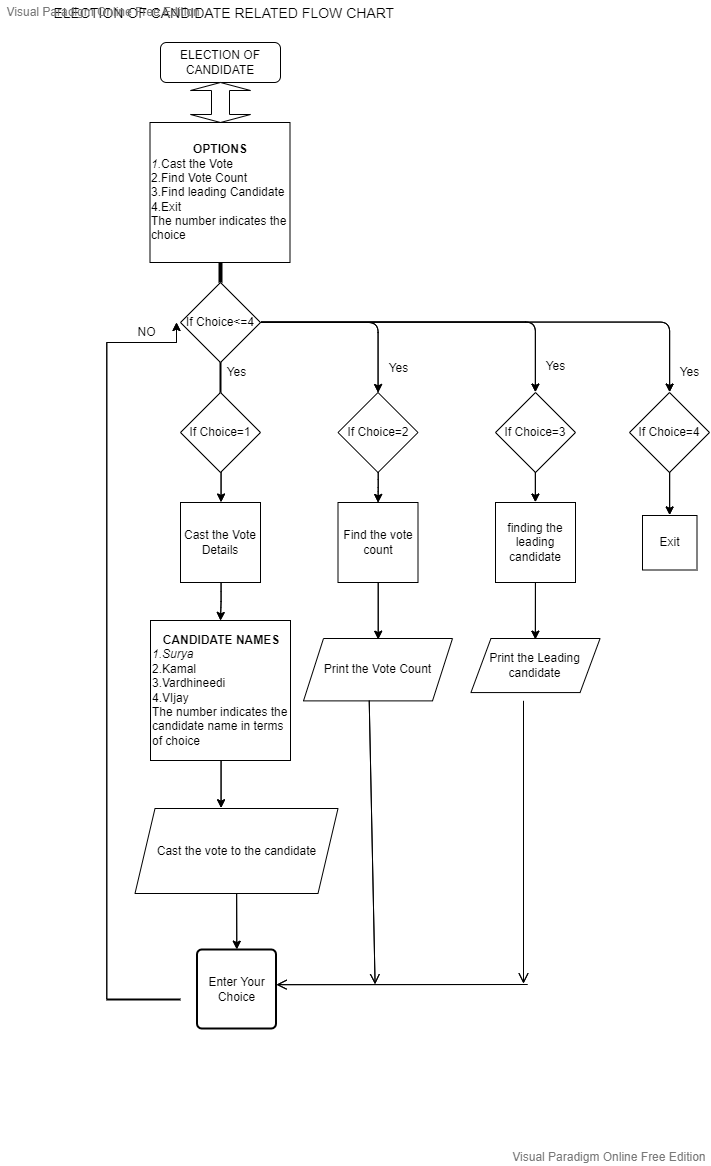 Visual Paradigm Online Free Edition
ELECTION OF CANDIDATE RELATED FLOW CHART
ELECTION OF
CANDIDATE
OPTIONS
1.Cast the Vote
2.Find Vote Count
3.Find leading Candidate
4.Exit
The number indicates the
choice
If Choice<=4
NO
Yes
Yes
Yes
Yes
If Choice=1
If Choice=2
If Choice=3
If Choice=4
Cast the Vote
Details
Find the vote
count
finding the
leading
candidate
Exit
CANDIDATE NAMES
1.Surya
2.Kamal
3.Vardhineedi
4.VIjay
The number indicates the
candidate name in terms
of choice
Print the Vote Count
Print the Leading
candidate
Cast the vote to the candidate
Enter Your
Choice
Visual Paradigm Online Free Edition